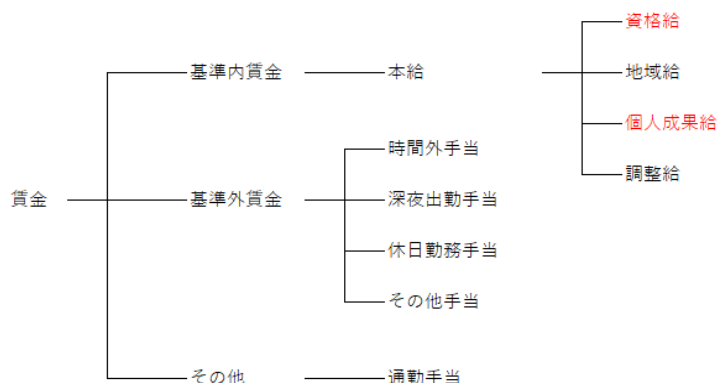 資格給
基準内賃金 本給 地域給
個人成果給
時間外手当
調整給
賃金 基準外賃金 深夜出勤手当
休日勤務手当
その他手当
その他 通勤手当